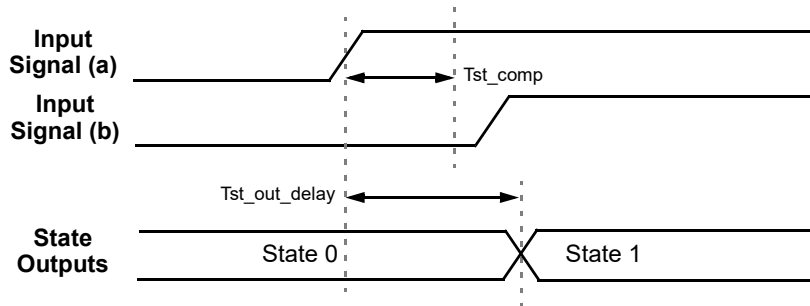 Input
Signal (a)
Tst_comp
Input
Signal (b)
Tst_out_delay
State
Outputs
State 0
State 1